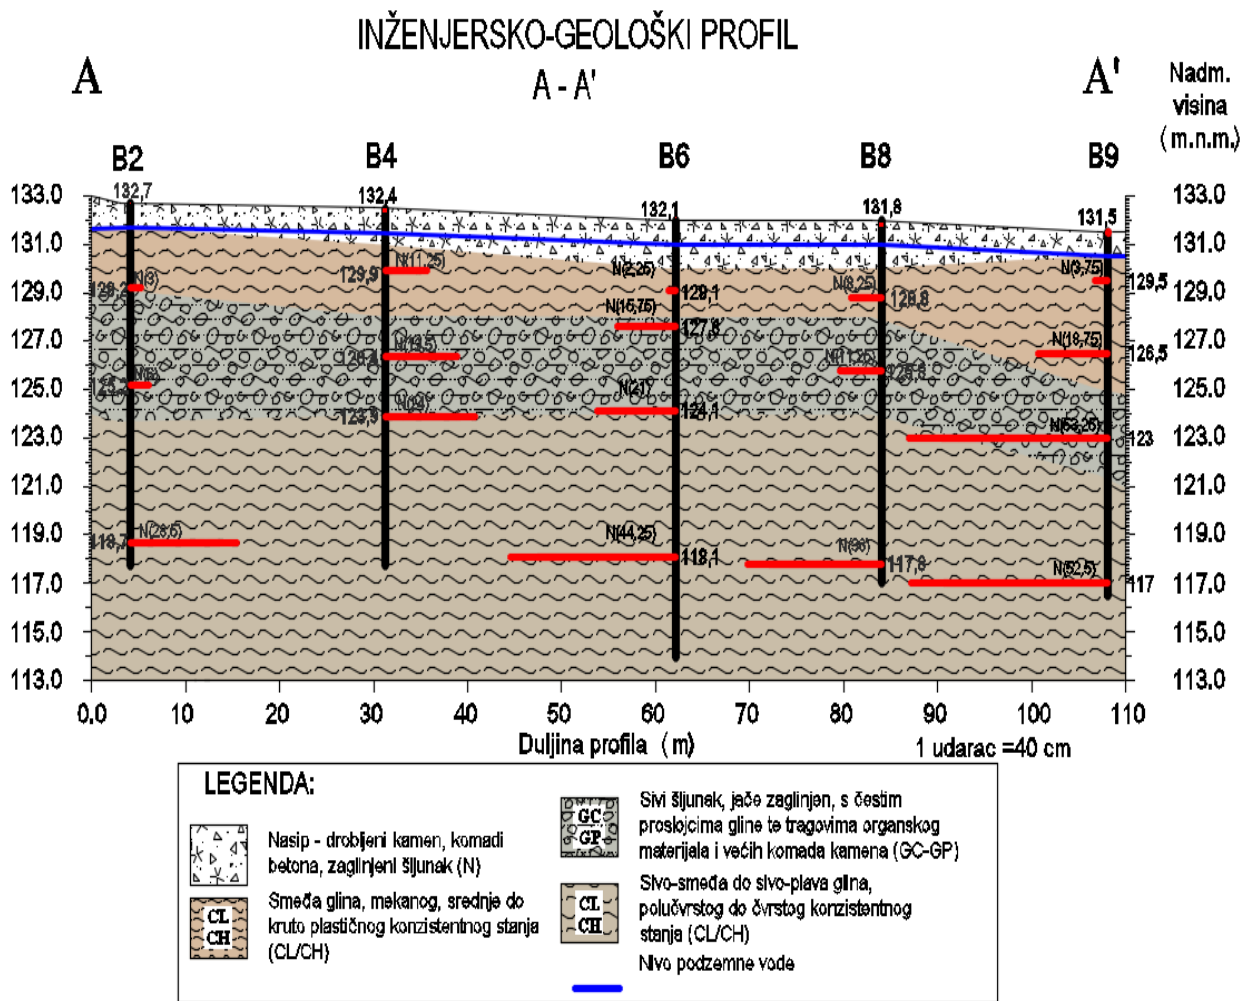 INŽENJERSKO-GEOLOŠKI PROFIL
A A - A' A'
Nadm.
visina
(m.n.m.)
B2 B4 B6 B8 B9
132,7 132,4 132,1 131,8 131,5
133.0 133.0
131.0 131.0
N(11,25) N(2,25) N(3,75)
N(3) 129,9 N(8,25)
129.0 129,1 129,5 129.0
N(15,75)
127.0 127,6 127.0
N(18,75)
N(11,25) 126,5
125.0 N(21) 125.0
123,9 124,1
N(53,25)
123.0 123 123.0
121.0 121.0
119.0 N(28,5) N(44,25) 119.0
118,7 118,1 117,8 N(52,5)
117.0 117 117.0
115.0 115.0
113.0 113.0
0.0 10 20 30 40 50 60 70 80 90 100 110
Duljina profila (m) 1 udarac =40 cm
LEGENDA:
Nasip - drobljeni kamen, komadi
betona, zaglinjeni šljunak (N)
CL
CH
Smeđa glina, mekanog, srednje do
kruto plastičnog konzistentnog stanja
(CL/CH)
GC
GP
Sivi šljunak, jače zaglinjen, s čestim
proslojcima gline te tragovima organskog
materijala i većih komada kamena (GC-GP)
CL
CH
Sivo-smeđa do sivo-plava glina,
polučvrstog do čvrstog konzistentnog
stanja (CL/CH)
Nivo podzemne vode